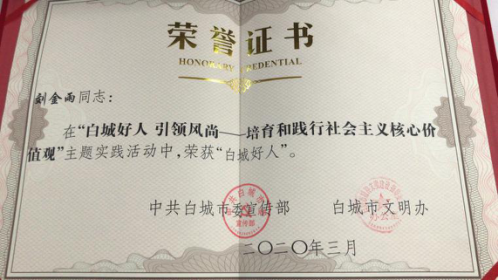 荣誉证书
HONORARY CREDENTIAL
刘金雨同志：
在“白城好人 引领风尚——培育和践行社会主义核心价
值观”主题实践活动中，荣获“白城好人”。
中共白城市委宣传部 白城市文明办
二〇二〇年三月